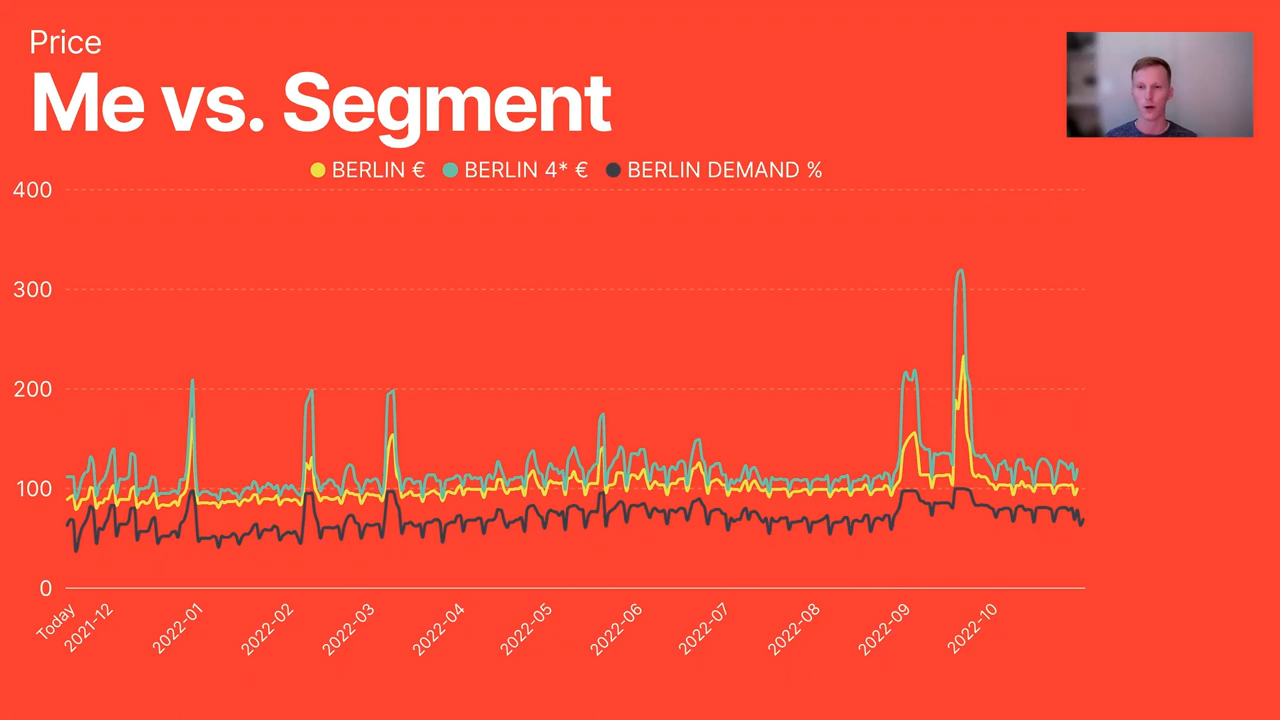 Price
Me vs. Segment
BERLIN € BERLIN 4* € BERLIN DEMAND %
400
300
200
100
0
Today 2021-12 2022-01 2022-02 2022-03 2022-04 2022-05 2022-06 2022-07 2022-08 2022-09 2022-10